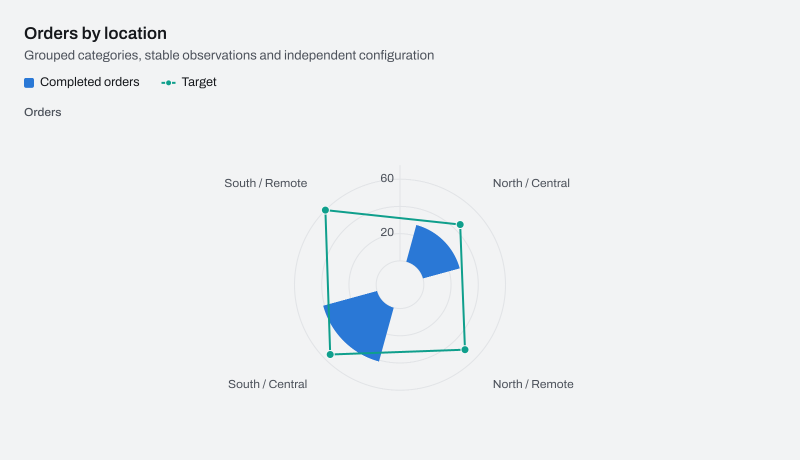 Orders by location
Grouped categories, stable observations and independent configuration
Completed orders
Target
Orders
South / Remote
60
North / Central
20
South / Central
North / Remote